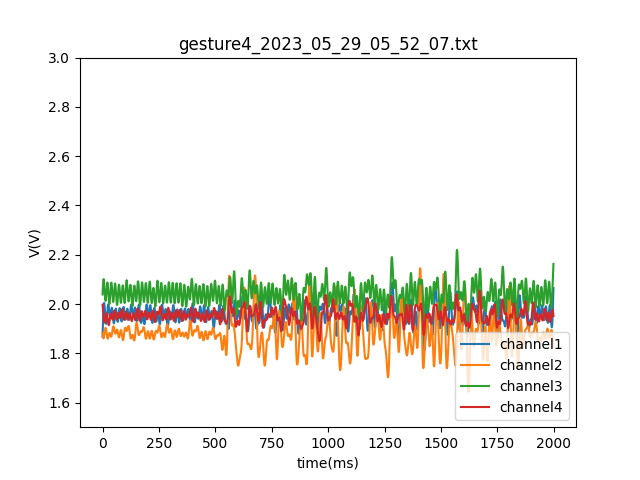 gesture4_2023_05_29_05_52_07.txt
3.0
2.8
2.6
2.4
2.2
2.0
1.8
1.6
V(V)
channel1
channel2
channel3
channel4
0 250 500 750 1000 1250 1500 1750 2000
time(ms)